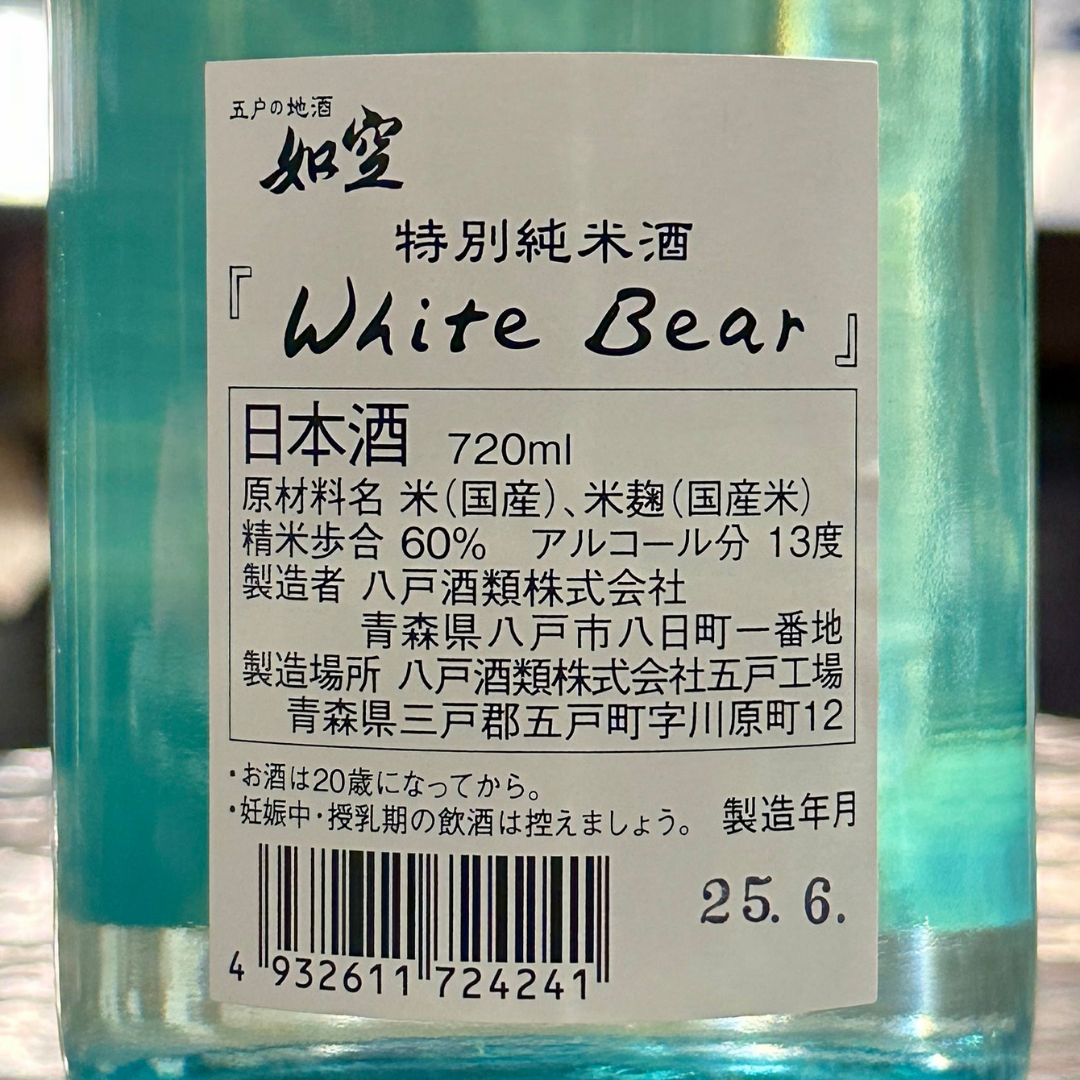 五戸の地酒
如空
特別純米酒
『White Bear』
日本酒 720ml
原材料名 米(国産)、米麹(国産米)
精米歩合 60% アルコール分 13度
製造者 八戸酒類株式会社
青森県八戸市八日町一番地
製造場所 八戸酒類株式会社五戸工場
青森県三戸郡五戸町字川原町12
・お酒は20歳になってから。
・妊娠中・授乳期の飲酒は控えましょう。
製造年月
25. 6.
4 932611 724241